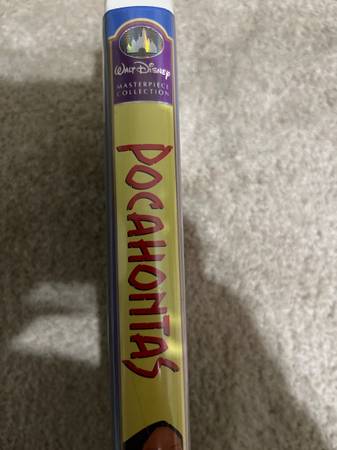 Walt Disney
MASTERPIECE
COLLECTION
POCAHONTAS